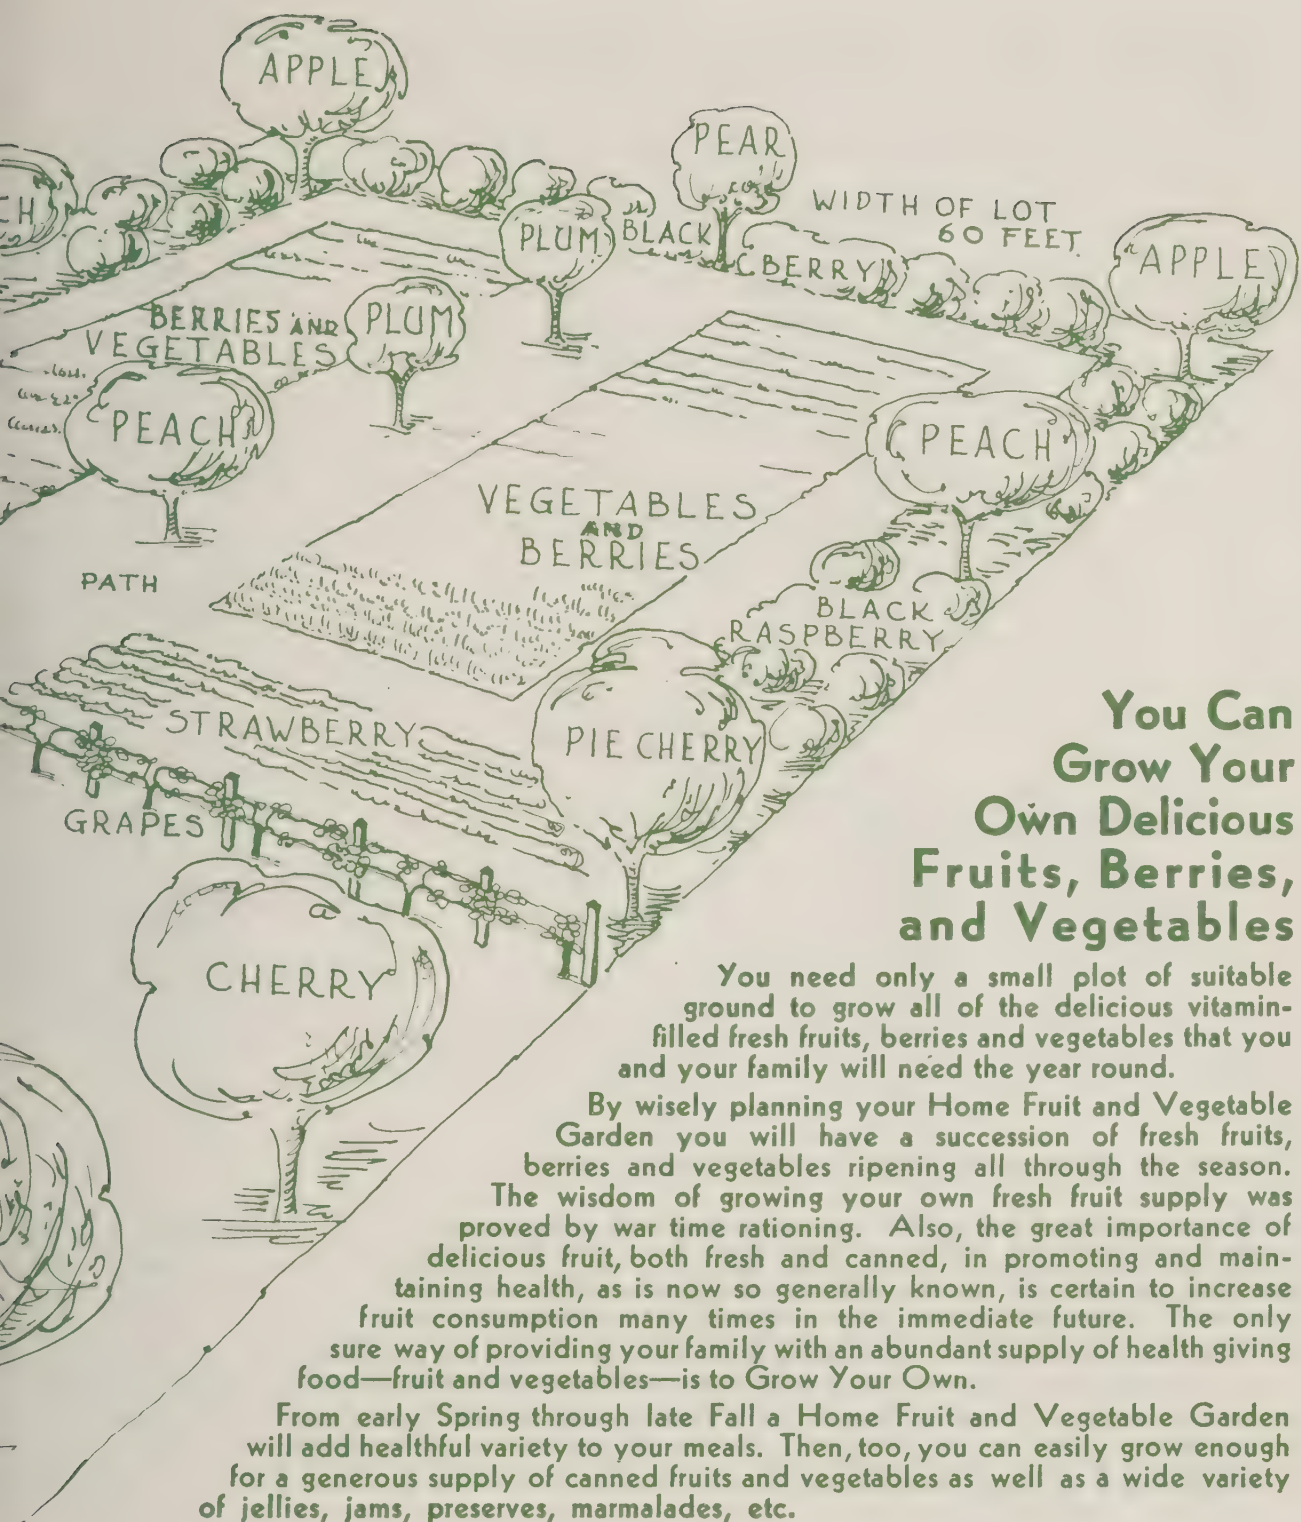 APPLE
PEAR
WIDTH OF LOT
60 FEET
CH
PLUM
BLACK
CBERRY
APPLE
BERRIES AND
VEGETABLES
PLUM
PEACH
PEACH
VEGETABLES
AND
BERRIES
PATH
BLACK
RASPBERRY
STRAWBERRY
PIE CHERRY
GRAPES
CHERRY
You Can
Grow Your
Own Delicious
Fruits, Berries,
and Vegetables
You need only a small plot of suitable
ground to grow all of the delicious vitamin-
filled fresh fruits, berries and vegetables that you
and your family will need the year round.
By wisely planning your Home Fruit and Vegetable
Garden you will have a succession of fresh fruits,
berries and vegetables ripening all through the season.
The wisdom of growing your own fresh fruit supply was
proved by war time rationing. Also, the great importance of
delicious fruit, both fresh and canned, in promoting and main-
taining health, as is now so generally known, is certain to increase
fruit consumption many times in the immediate future. The only
sure way of providing your family with an abundant supply of health giving
food—fruit and vegetables—is to Grow Your Own.
From early Spring through late Fall a Home Fruit and Vegetable Garden
will add healthful variety to your meals. Then, too, you can easily grow enough
for a generous supply of canned fruits and vegetables as well as a wide variety
of jellies, jams, preserves, marmalades, etc.